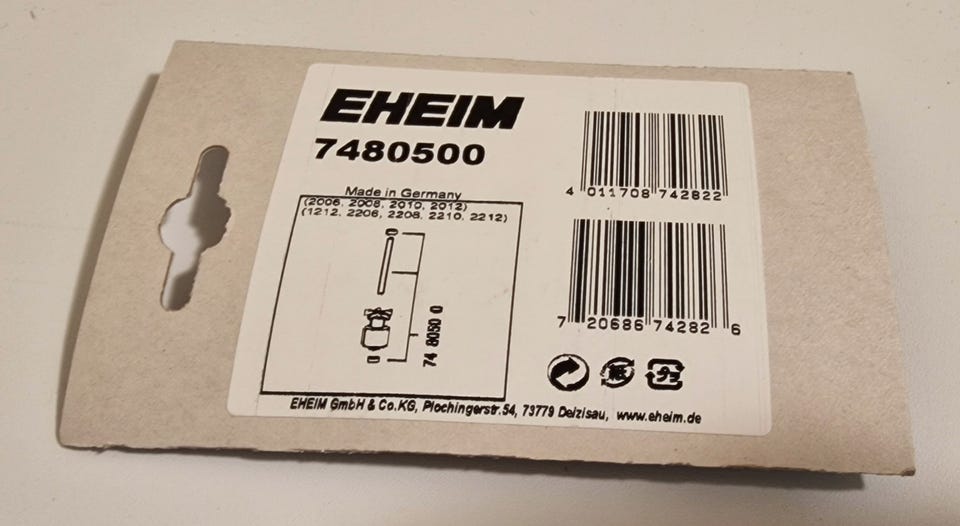 EHEIM
7480500
Made in Germany
(2006, 2008, 2010, 2012)
(1212, 2206, 2208, 2210, 2212)
74 8050 0
4 011708 742822
7 20686 74282 6
EHEIM GmbH & Co.KG, Plochingerstr.54, 73779 Deizisau, www.eheim.de